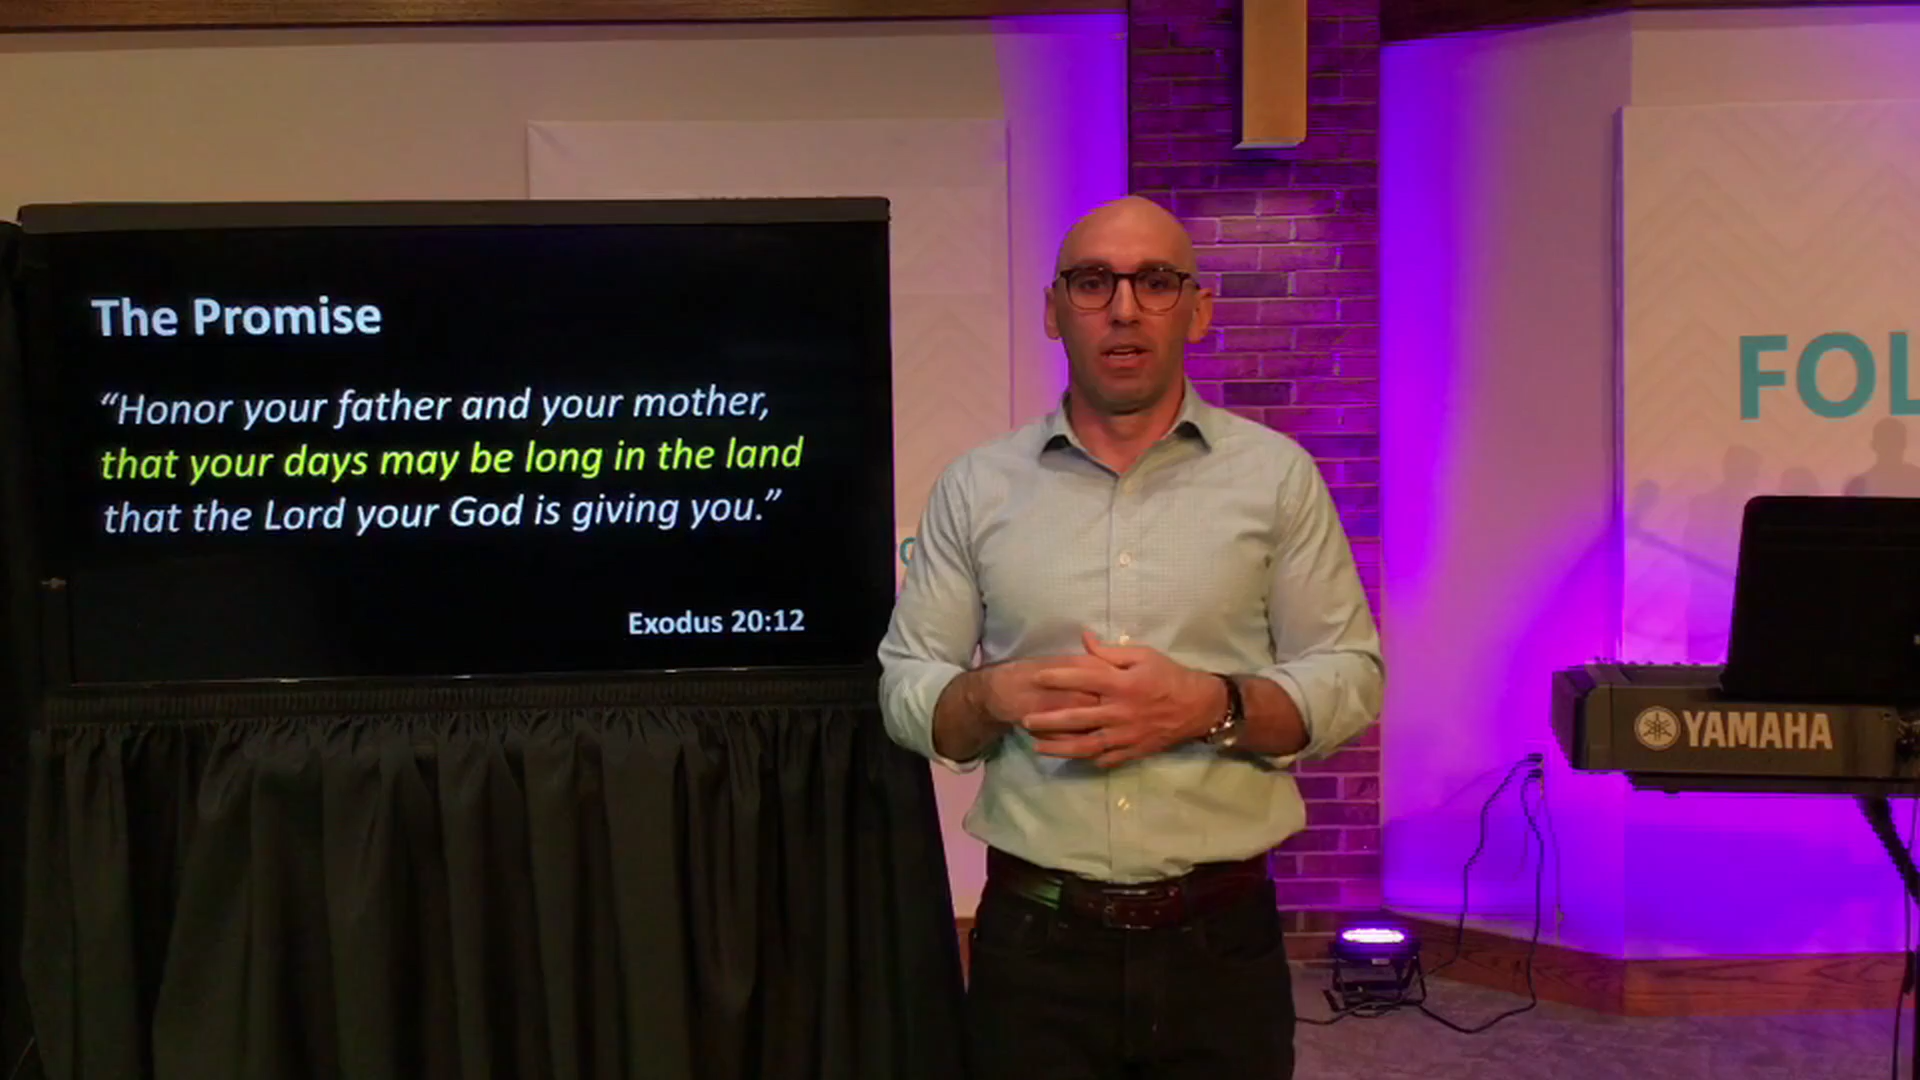 The Promise
“Honor your father and your mother,
that your days may be long in the land
that the Lord your God is giving you.”
Exodus 20:12
FOL
YAMAHA